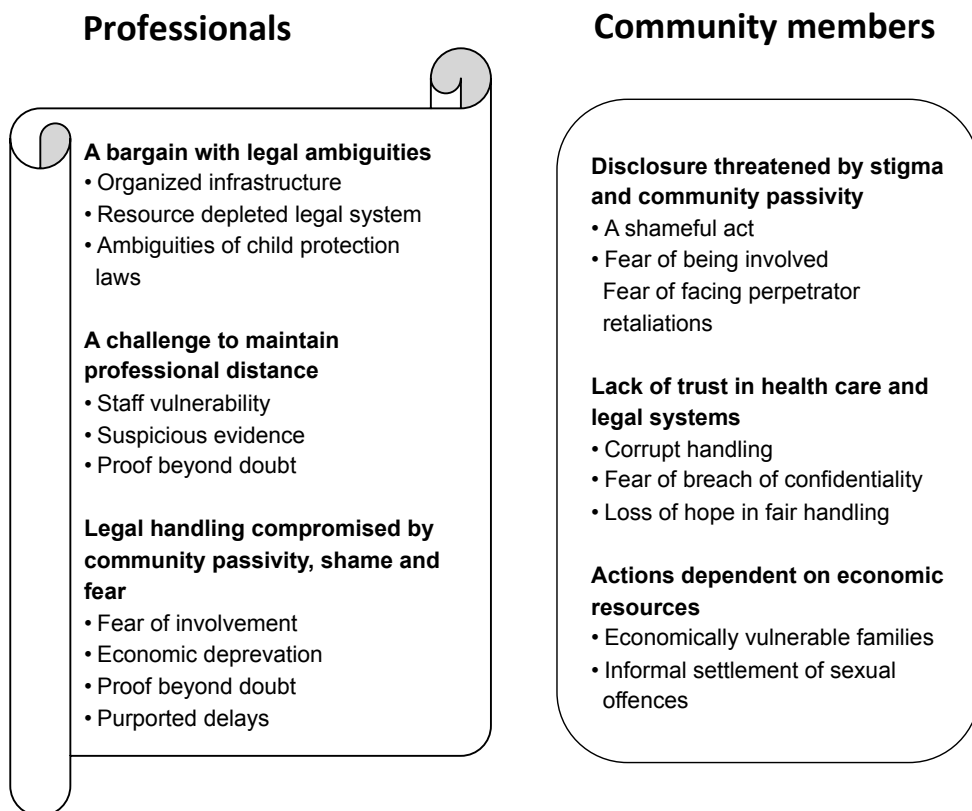 Professionals
A bargain with legal ambiguities
• Organized infrastructure
• Resource depleted legal system
• Ambiguities of child protection
laws
A challenge to maintain
professional distance
• Staff vulnerability
• Suspicious evidence
• Proof beyond doubt
Legal handling compromised by
community passivity, shame and
fear
• Fear of involvement
• Economic deprevation
• Proof beyond doubt
• Purported delays
Community members
Disclosure threatened by stigma
and community passivity
• A shameful act
• Fear of being involved
Fear of facing perpetrator
retaliations
Lack of trust in health care and
legal systems
• Corrupt handling
• Fear of breach of confidentiality
• Loss of hope in fair handling
Actions dependent on economic
resources
• Economically vulnerable families
• Informal settlement of sexual
offences